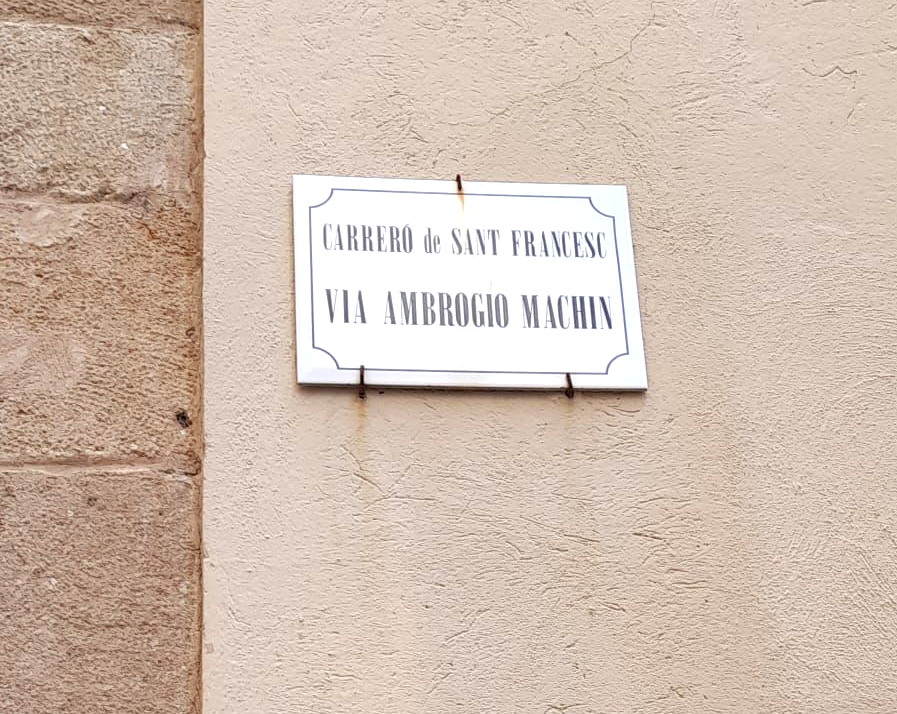 CARRERÓ de SANT FRANCESC
VIA AMBROGIO MACHIN